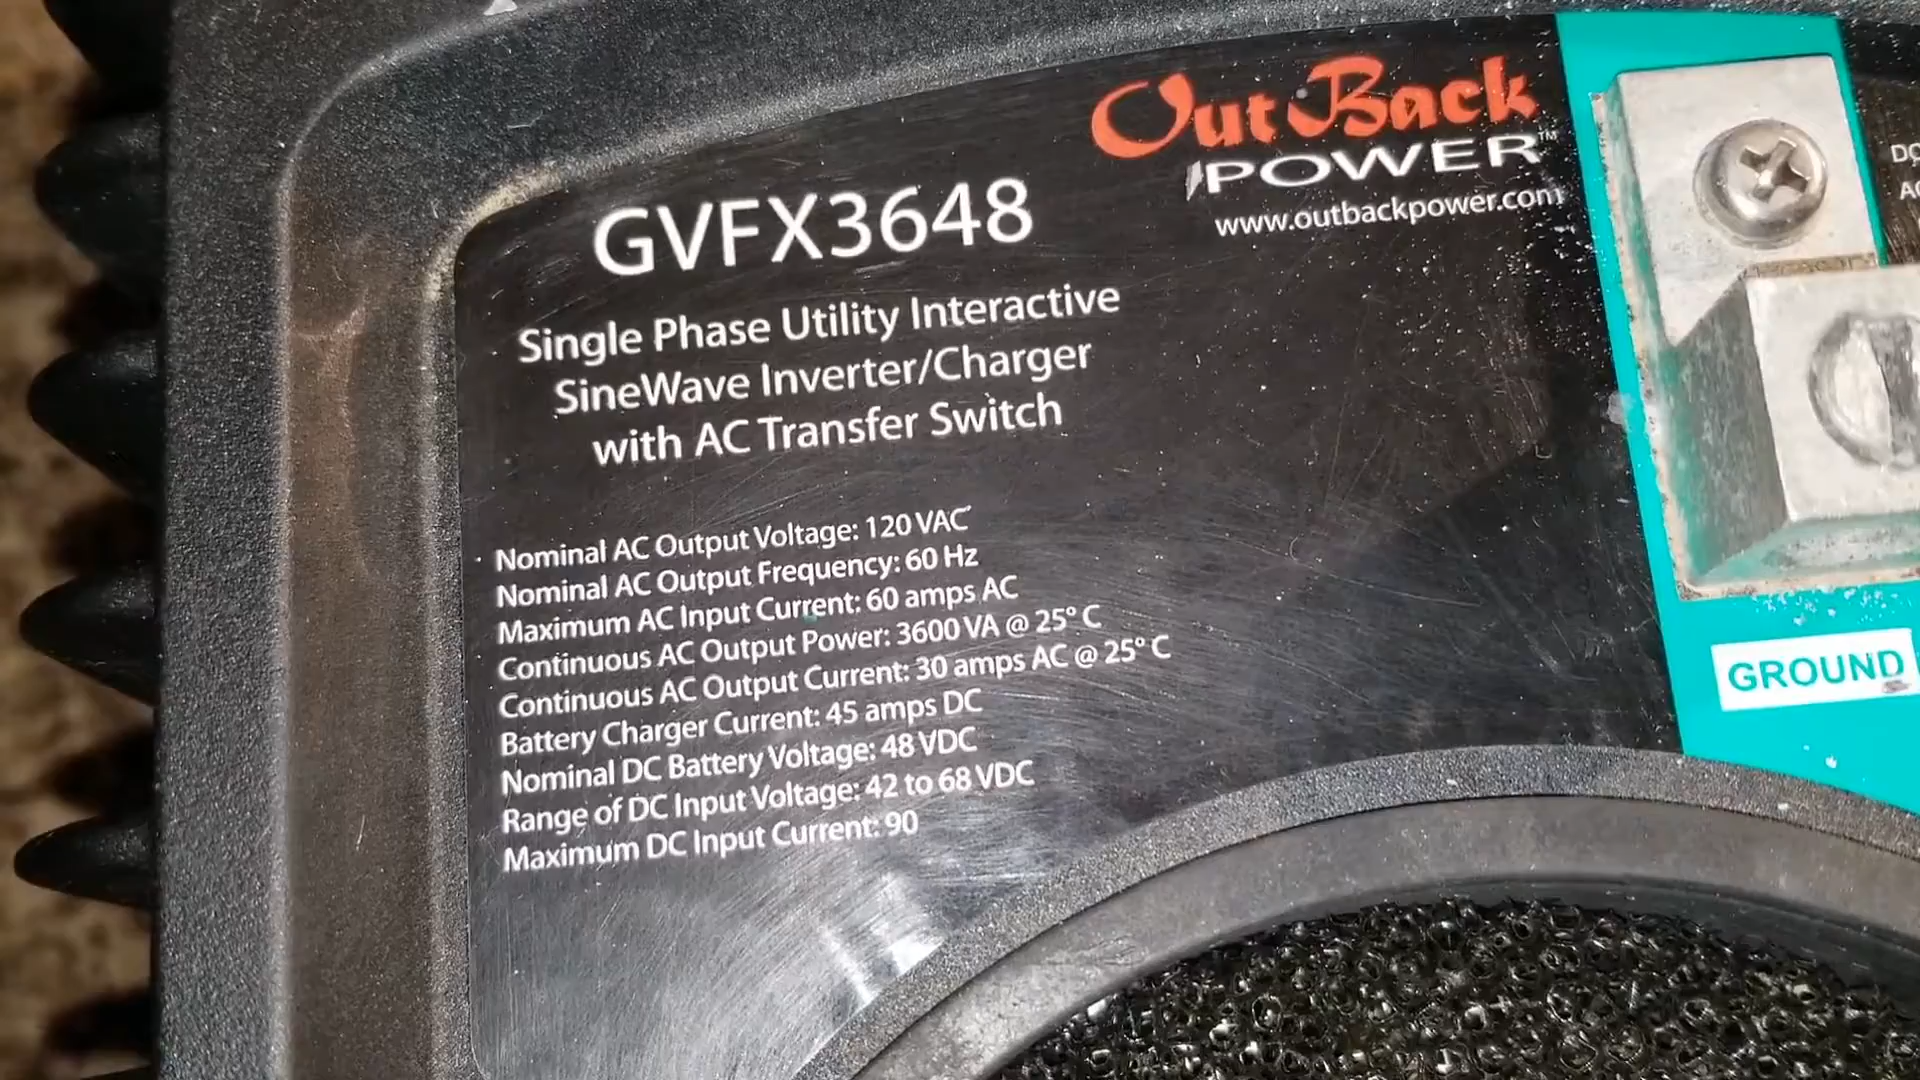 OutBack
POWER™
www.outbackpower.com
GVFX3648
Single Phase Utility Interactive
SineWave Inverter/Charger
with AC Transfer Switch
Nominal AC Output Voltage: 120 VAC
Nominal AC Output Frequency: 60 Hz
Maximum AC Input Current: 60 amps AC
Continuous AC Output Power: 3600 VA @ 25° C
Continuous AC Output Current: 30 amps AC @ 25° C
Battery Charger Current: 45 amps DC
Nominal DC Battery Voltage: 48 VDC
Range of DC Input Voltage: 42 to 68 VDC
Maximum DC Input Current: 90
GROUND